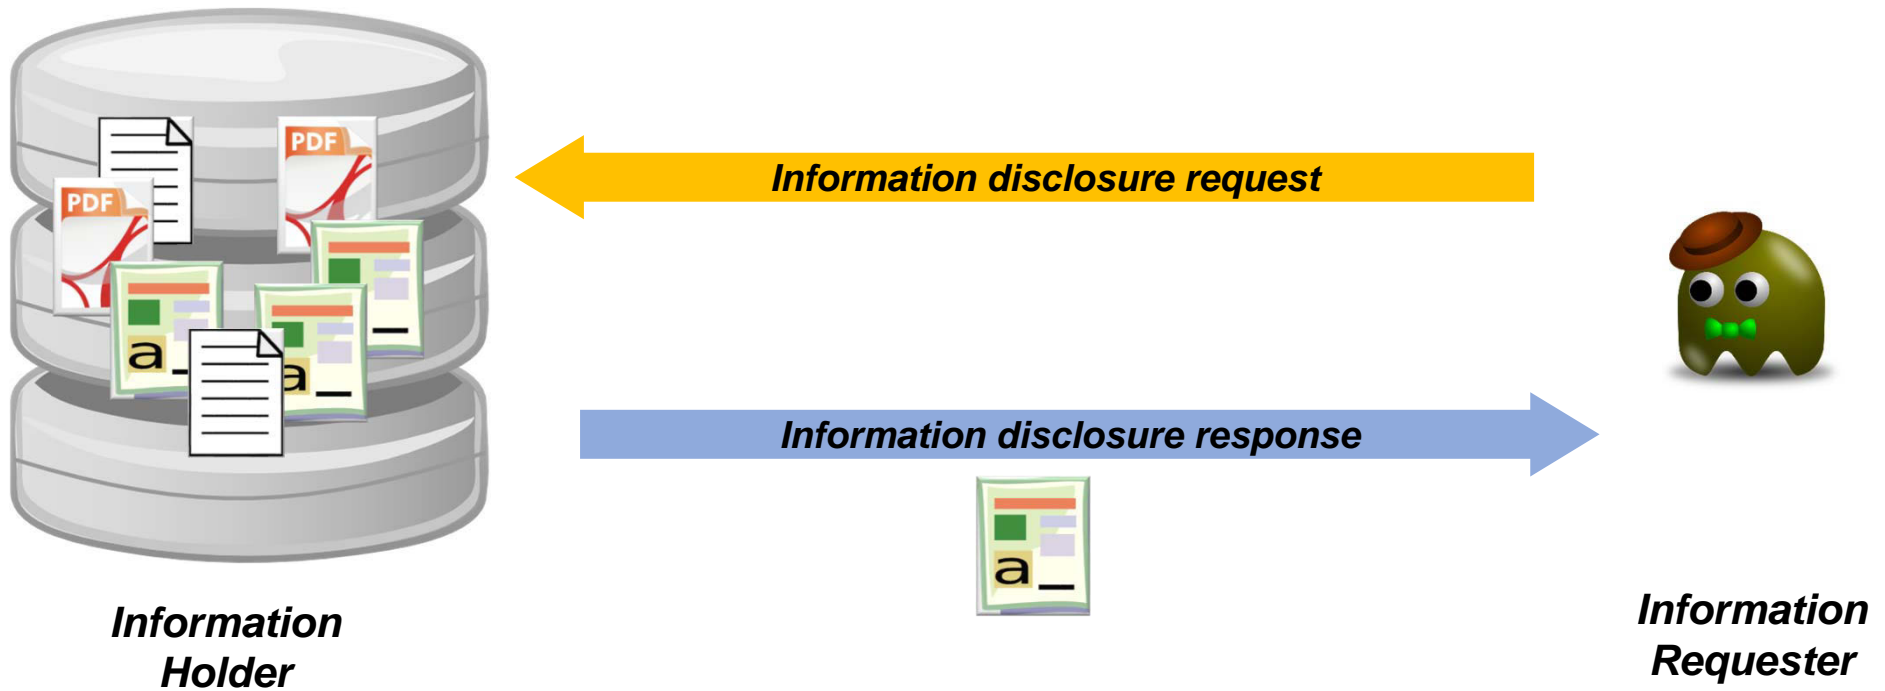 PDF
PDF
Information disclosure request
a_
a_
Information disclosure response
a_
Information
Holder
Information
Requester